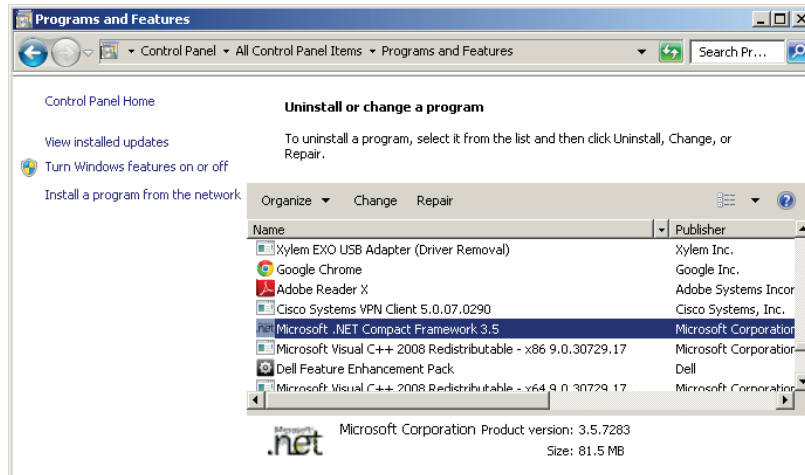 Programs and Features
Control Panel All Control Panel Items Programs and Features Search Pr...
Control Panel Home
View installed updates
Turn Windows features on or off
Install a program from the network
Uninstall or change a program
To uninstall a program, select it from the list and then click Uninstall, Change, or
Repair.
Organize Change Repair
Name Publisher
Xylem EXO USB Adapter (Driver Removal) Xylem Inc.
Google Chrome Google Inc.
Adobe Reader X Adobe Systems Incor
Cisco Systems VPN Client 5.0.07.0290 Cisco Systems, Inc.
.net Microsoft .NET Compact Framework 3.5 Microsoft Corporation
Microsoft Visual C++ 2008 Redistributable - x86 9.0.30729.17 Microsoft Corporation
Dell Feature Enhancement Pack Dell
Microsoft Visual C++ 2008 Redistributable - x64 9.0.30729.17 Microsoft Corporation
Microsoft
.net
Microsoft Corporation Product version: 3.5.7283
Size: 81.5 MB